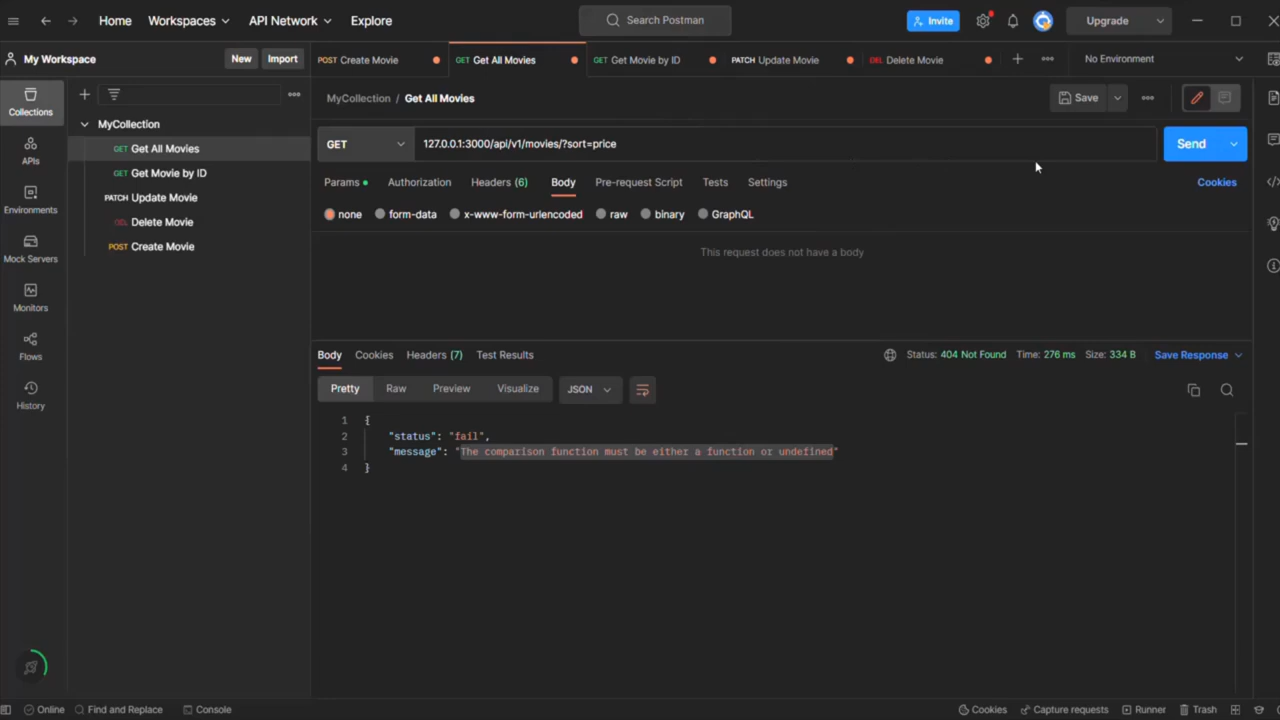 Home Workspaces API Network Explore Search Postman Invite Upgrade
My Workspace New Import POST Create Movie GET Get All Movies GET Get Movie by ID PATCH Update Movie DEL Delete Movie No Environment
Collections
APIs
Environments
Mock Servers
Monitors
Flows
History
MyCollection
GET Get All Movies
GET Get Movie by ID
PATCH Update Movie
DEL Delete Movie
POST Create Movie
MyCollection / Get All Movies Save
GET 127.0.0.1:3000/api/v1/movies/?sort=price Send
Params Authorization Headers (6) Body Pre-request Script Tests Settings Cookies
none form-data x-www-form-urlencoded raw binary GraphQL
This request does not have a body
Body Cookies Headers (7) Test Results Status: 404 Not Found Time: 276 ms Size: 334 B Save Response
Pretty Raw Preview Visualize JSON
1 {
2 "status": "fail",
3 "message": "The comparison function must be either a function or undefined"
4 }
Online Find and Replace Console Cookies Capture requests Runner Trash